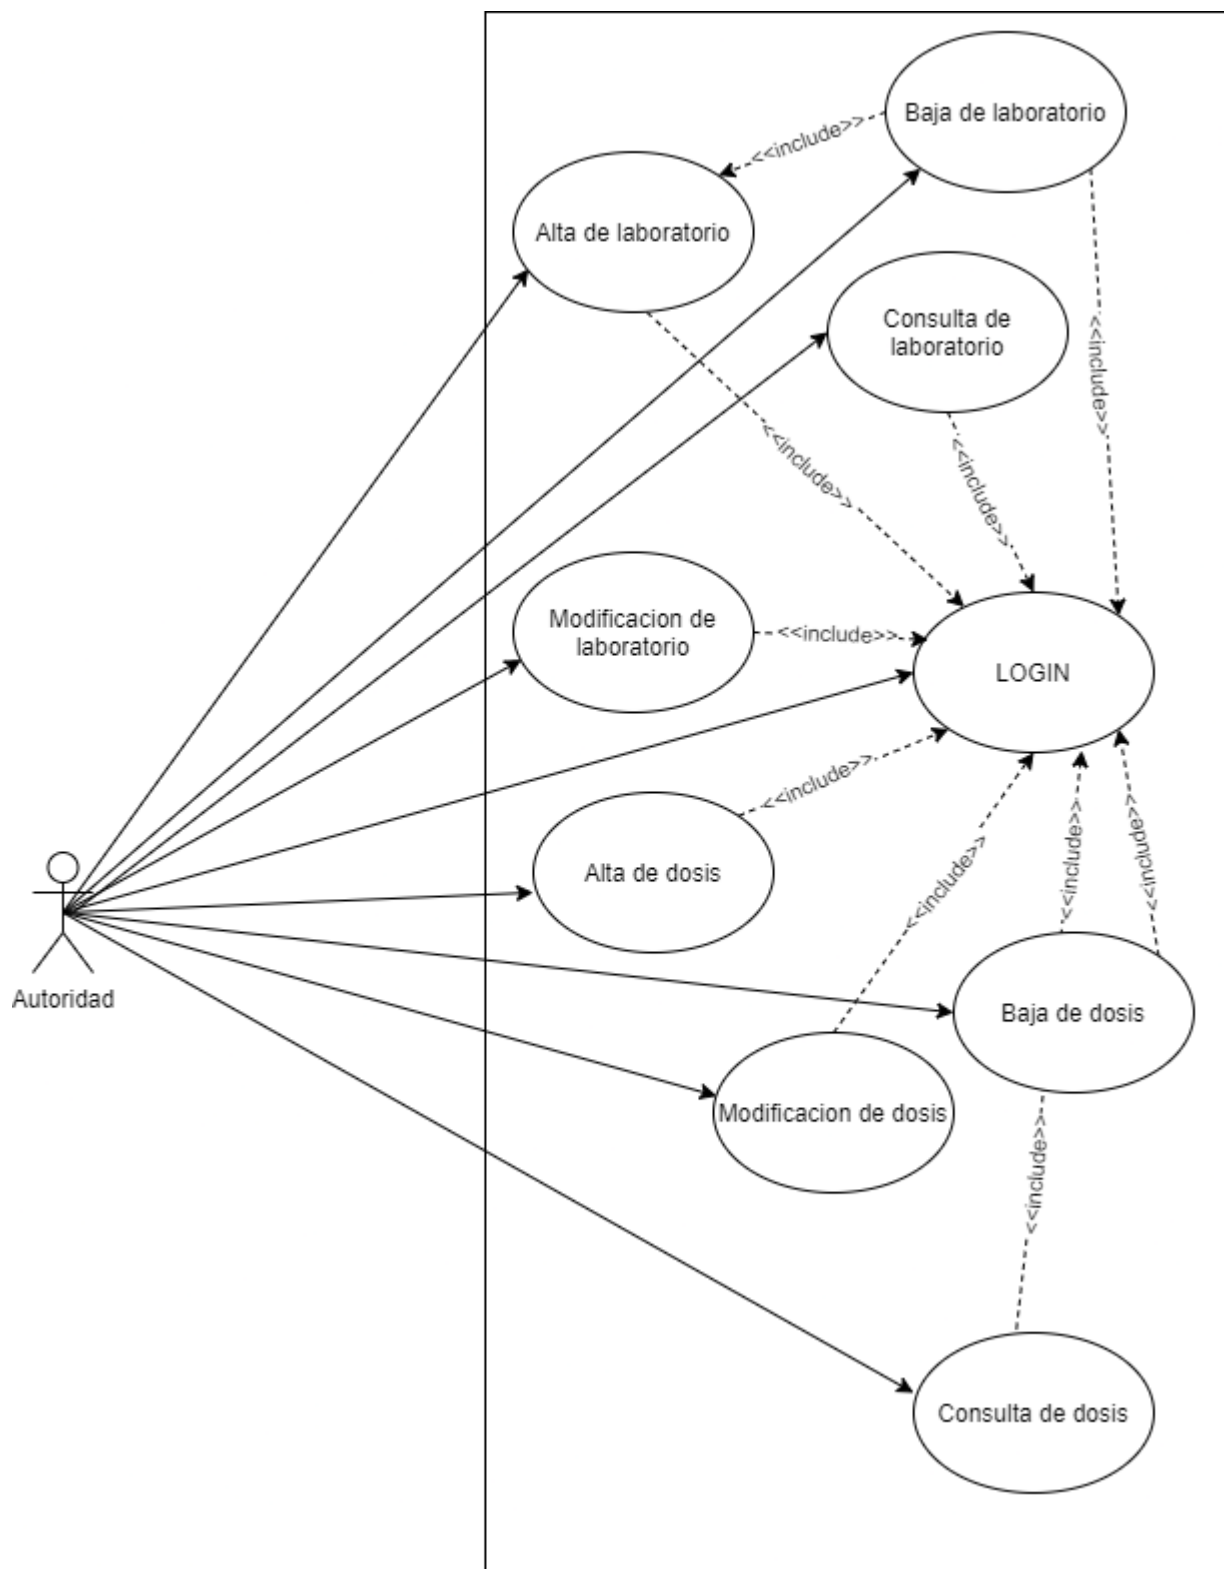 Baja de laboratorio
<<include>>
Alta de laboratorio
Consulta de
laboratorio
<<include>>
<<include>>
<<include>>
Modificacion de
laboratorio
<<include>>
LOGIN
<<include>>
<<include>>
<<include>>
<<include>>
Alta de dosis
Autoridad
Baja de dosis
Modificacion de dosis
<<include>>
Consulta de dosis